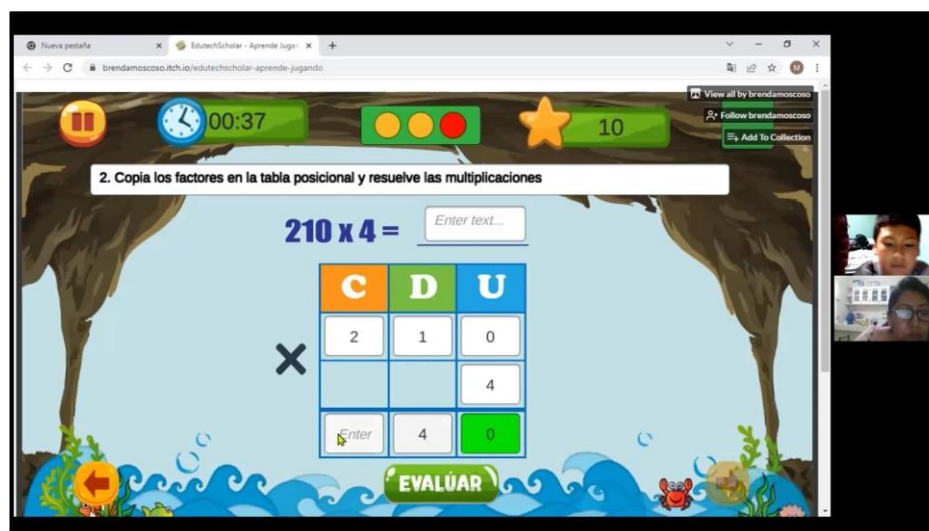 Nueva pestaña
EdutechScholar - Aprende Jugan
brendamoscoso.itch.io/edutechscholar-aprende-jugando
M
View all by brendamoscoso
Follow brendamoscoso
Add To Collection
00:37
10
2. Copia los factores en la tabla posicional y resuelve las multiplicaciones
210 x 4 = Enter text...
C D U
2 1 0
X 4
Enter 4 0
EVALÚAR